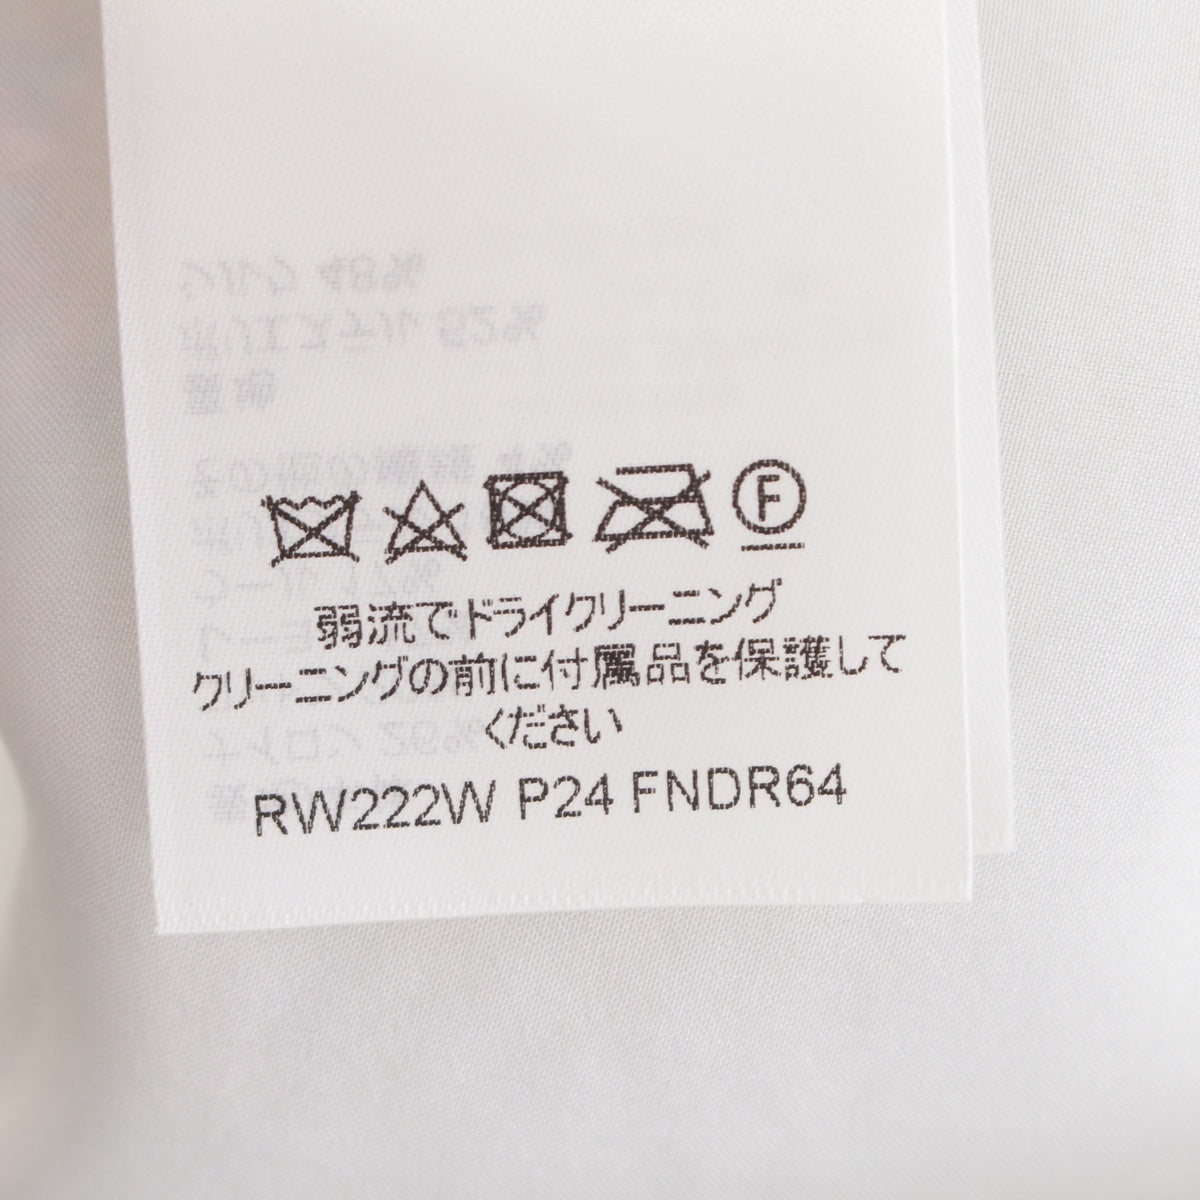 F
弱流でドライクリーニング
クリーニングの前に付属品を保護して
ください
RW222W P24 FNDR64